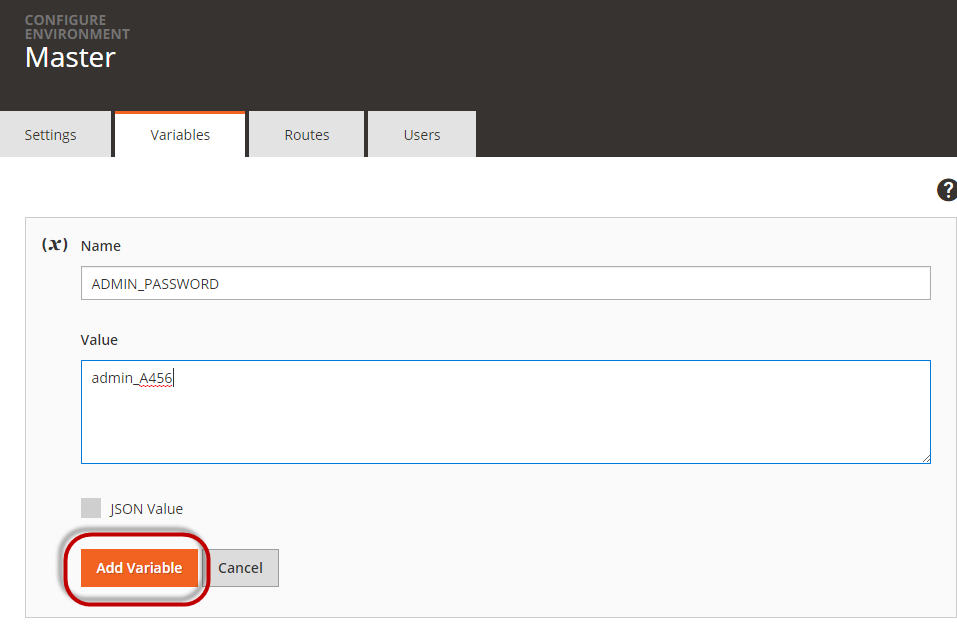 CONFIGURE
ENVIRONMENT
Master
Settings Variables Routes Users
?
(x) Name
ADMIN_PASSWORD
Value
admin_A456
JSON Value
Add Variable Cancel